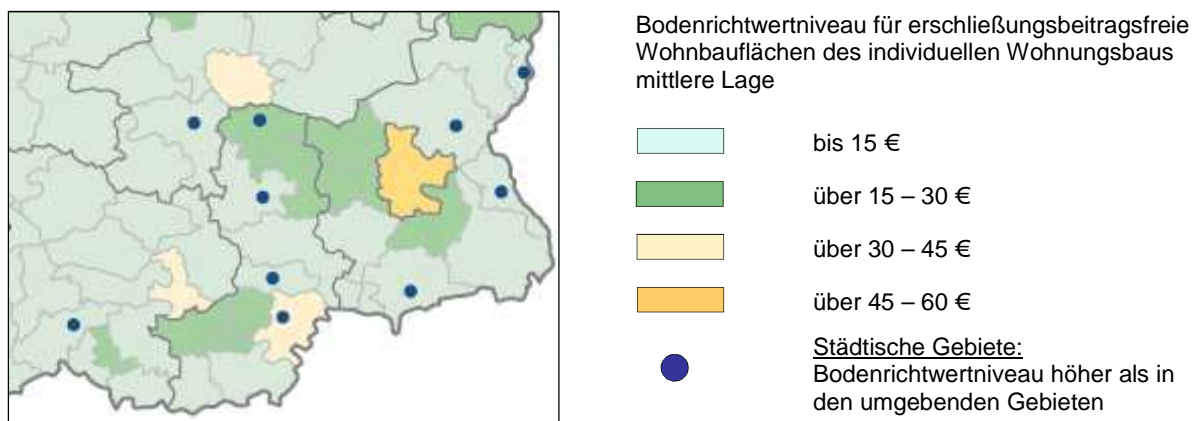 Bodenrichtwertniveau für erschließungsbeitragsfreie
Wohnbauflächen des individuellen Wohnungsbaus
mittlere Lage
bis 15 €
über 15 – 30 €
über 30 – 45 €
über 45 – 60 €
Städtische Gebiete:
Bodenrichtwertniveau höher als in
den umgebenden Gebieten